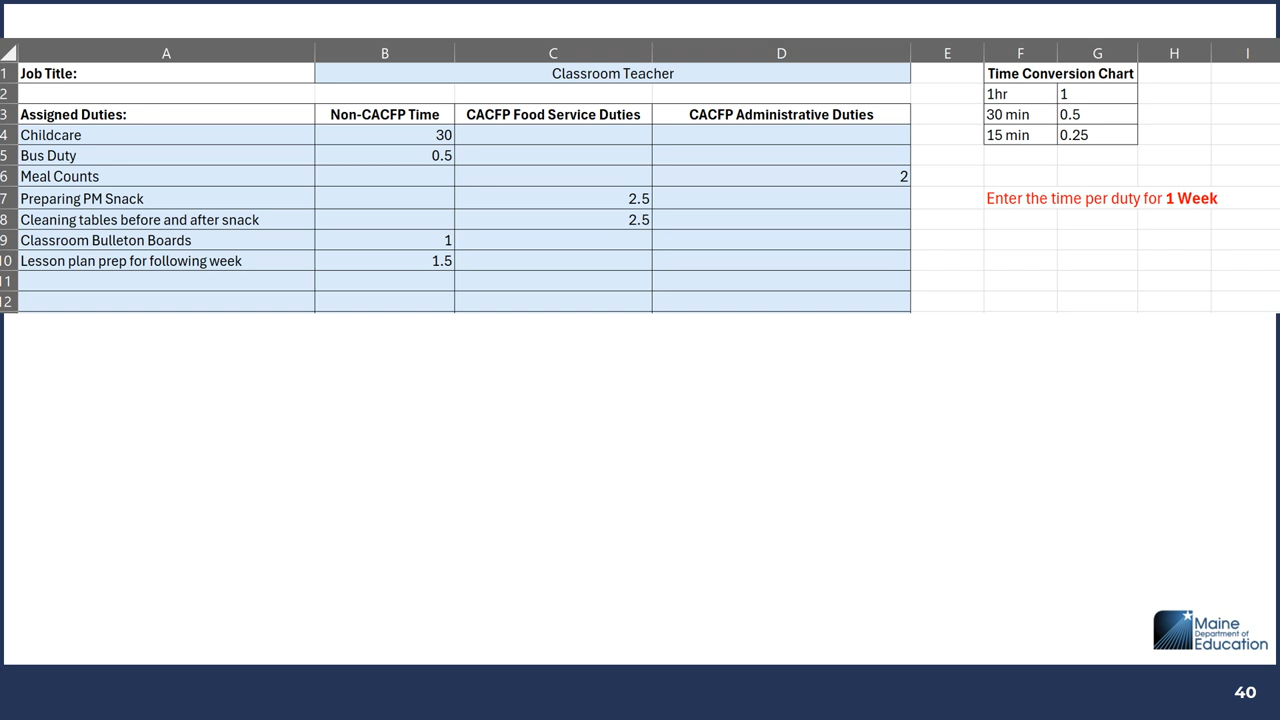 A B C D E F G H I
1 Job Title: Classroom Teacher Time Conversion Chart
2 1hr 1
3 Assigned Duties: Non-CACFP Time CACFP Food Service Duties CACFP Administrative Duties 30 min 0.5
4 Childcare 30 15 min 0.25
5 Bus Duty 0.5
6 Meal Counts 2
7 Preparing PM Snack 2.5 Enter the time per duty for 1 Week
8 Cleaning tables before and after snack 2.5
9 Classroom Bulleton Boards 1
10 Lesson plan prep for following week 1.5
11
12
Maine
Department of
Education
40